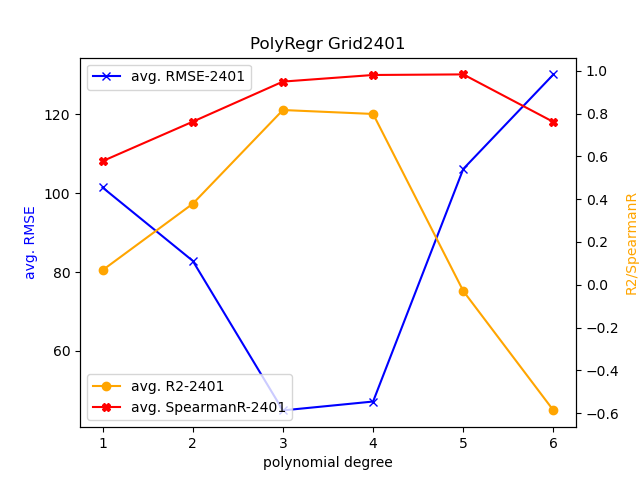 PolyRegr Grid2401
avg. RMSE-2401
120
100
80
60
avg. RMSE
1.0
0.8
0.6
0.4
0.2
0.0
−0.2
−0.4
−0.6
R2/SpearmanR
avg. R2-2401
avg. SpearmanR-2401
1 2 3 4 5 6
polynomial degree